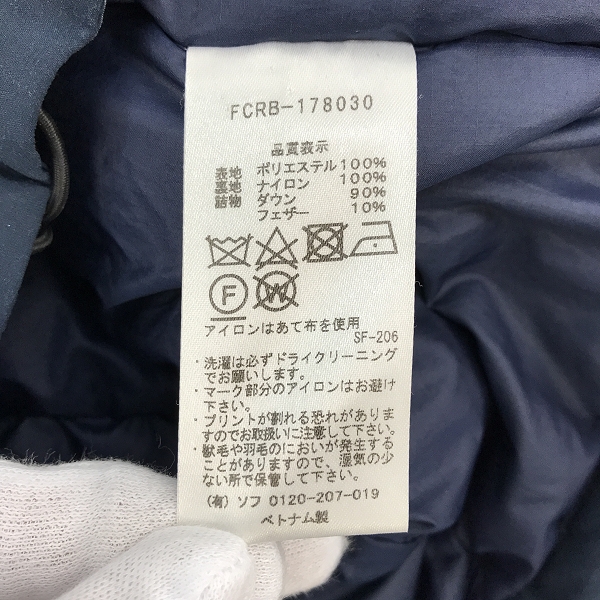 FCRB-178030
品質表示
表地 ポリエステル 100%
裏地 ナイロン 100%
詰物 ダウン 90%
フェザー 10%
F W
アイロンはあて布を使用
SF-206
・洗濯は必ずドライクリーニング
でお願いします。
・マーク部分のアイロンはお避け
下さい。
・プリントが割れる恐れがありま
すのでお取扱いに注意して下さい。
・獣毛や羽毛のにおいが発生する
ことがありますので、湿気の少
ない所で保管して下さい。
(有) ソフ 0120-207-019
ベトナム製